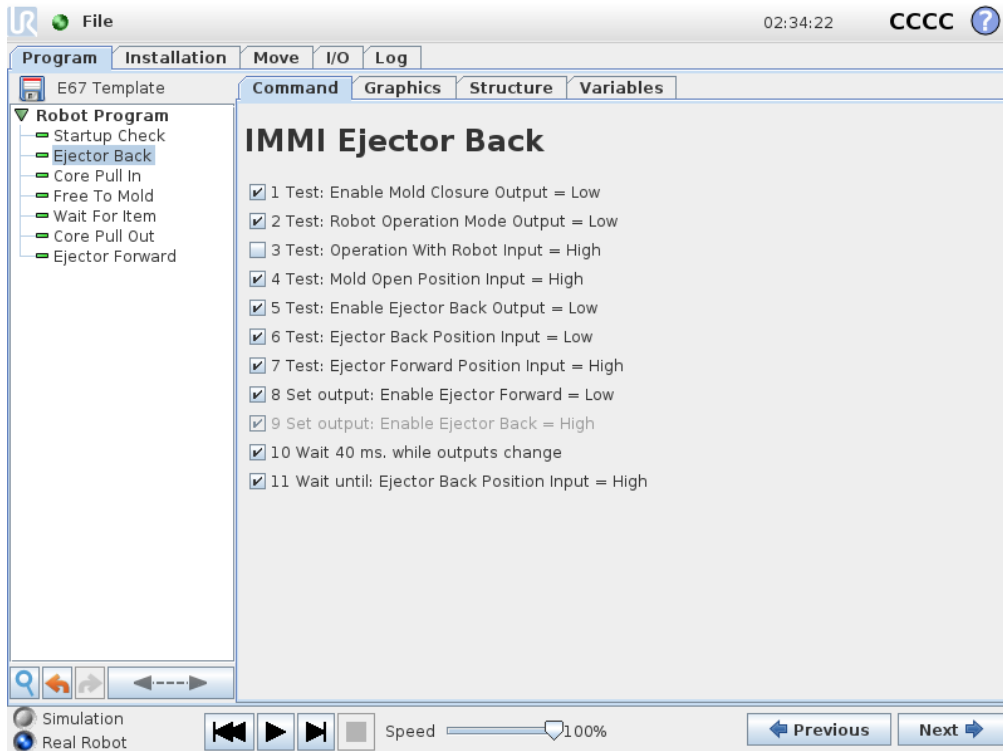 UR File 02:34:22 CCCC ?
Program Installation Move I/O Log
E67 Template Command Graphics Structure Variables
Robot Program
Startup Check
Ejector Back
Core Pull In
Free To Mold
Wait For Item
Core Pull Out
Ejector Forward
IMMI Ejector Back
1 Test: Enable Mold Closure Output = Low
2 Test: Robot Operation Mode Output = Low
3 Test: Operation With Robot Input = High
4 Test: Mold Open Position Input = High
5 Test: Enable Ejector Back Output = Low
6 Test: Ejector Back Position Input = Low
7 Test: Ejector Forward Position Input = High
8 Set output: Enable Ejector Forward = Low
9 Set output: Enable Ejector Back = High
10 Wait 40 ms. while outputs change
11 Wait until: Ejector Back Position Input = High
Simulation
Real Robot
Speed 100%
Previous Next